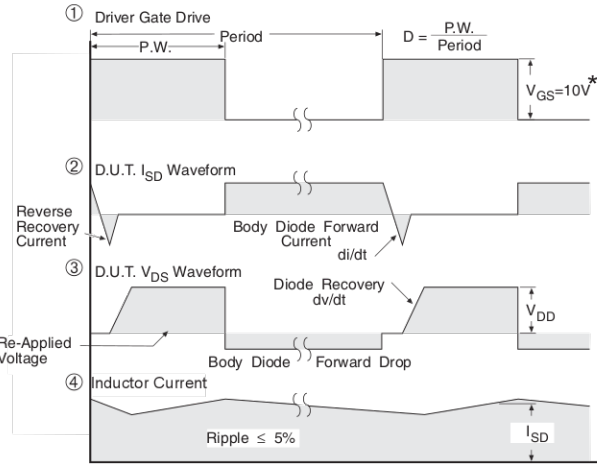 ① Driver Gate Drive
P.W.
Period
D = P.W.
Period
VGS=10V*
② D.U.T. ISD Waveform
Reverse
Recovery
Current
Body Diode Forward
Current
di/dt
③ D.U.T. VDS Waveform
Diode Recovery
dv/dt
VDD
Re-Applied
Voltage
Body Diode Forward Drop
④ Inductor Current
Ripple ≤ 5%
ISD